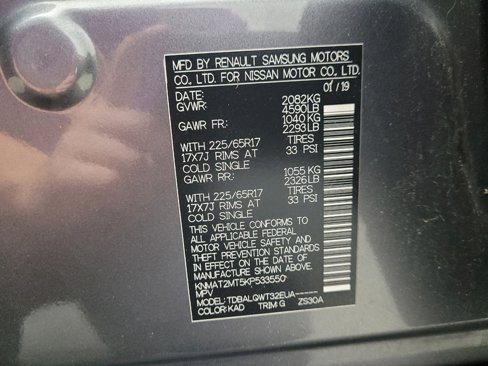 MFD BY RENAULT SAMSUNG MOTORS
CO. LTD. FOR NISSAN MOTOR CO., LTD.
DATE: 01/19
GVWR: 2082KG
4590LB
GAWR FR: 1040KG
2293LB
WITH 225/65R17 TIRES
17X7J RIMS AT 33 PSI
COLD SINGLE
GAWR RR: 1055 KG
2326LB
WITH 225/65R17 TIRES
17X7J RIMS AT 33 PSI
COLD SINGLE
THIS VEHICLE CONFORMS TO
ALL APPLICABLE FEDERAL
MOTOR VEHICLE SAFETY AND
THEFT PREVENTION STANDARDS
IN EFFECT ON THE DATE OF
MANUFACTURE SHOWN ABOVE.
KNMAT2MT5KP533550
MPV
MODEL: TDBALGWT32EUA-----
COLOR: KAD TRIM: G ZS30A